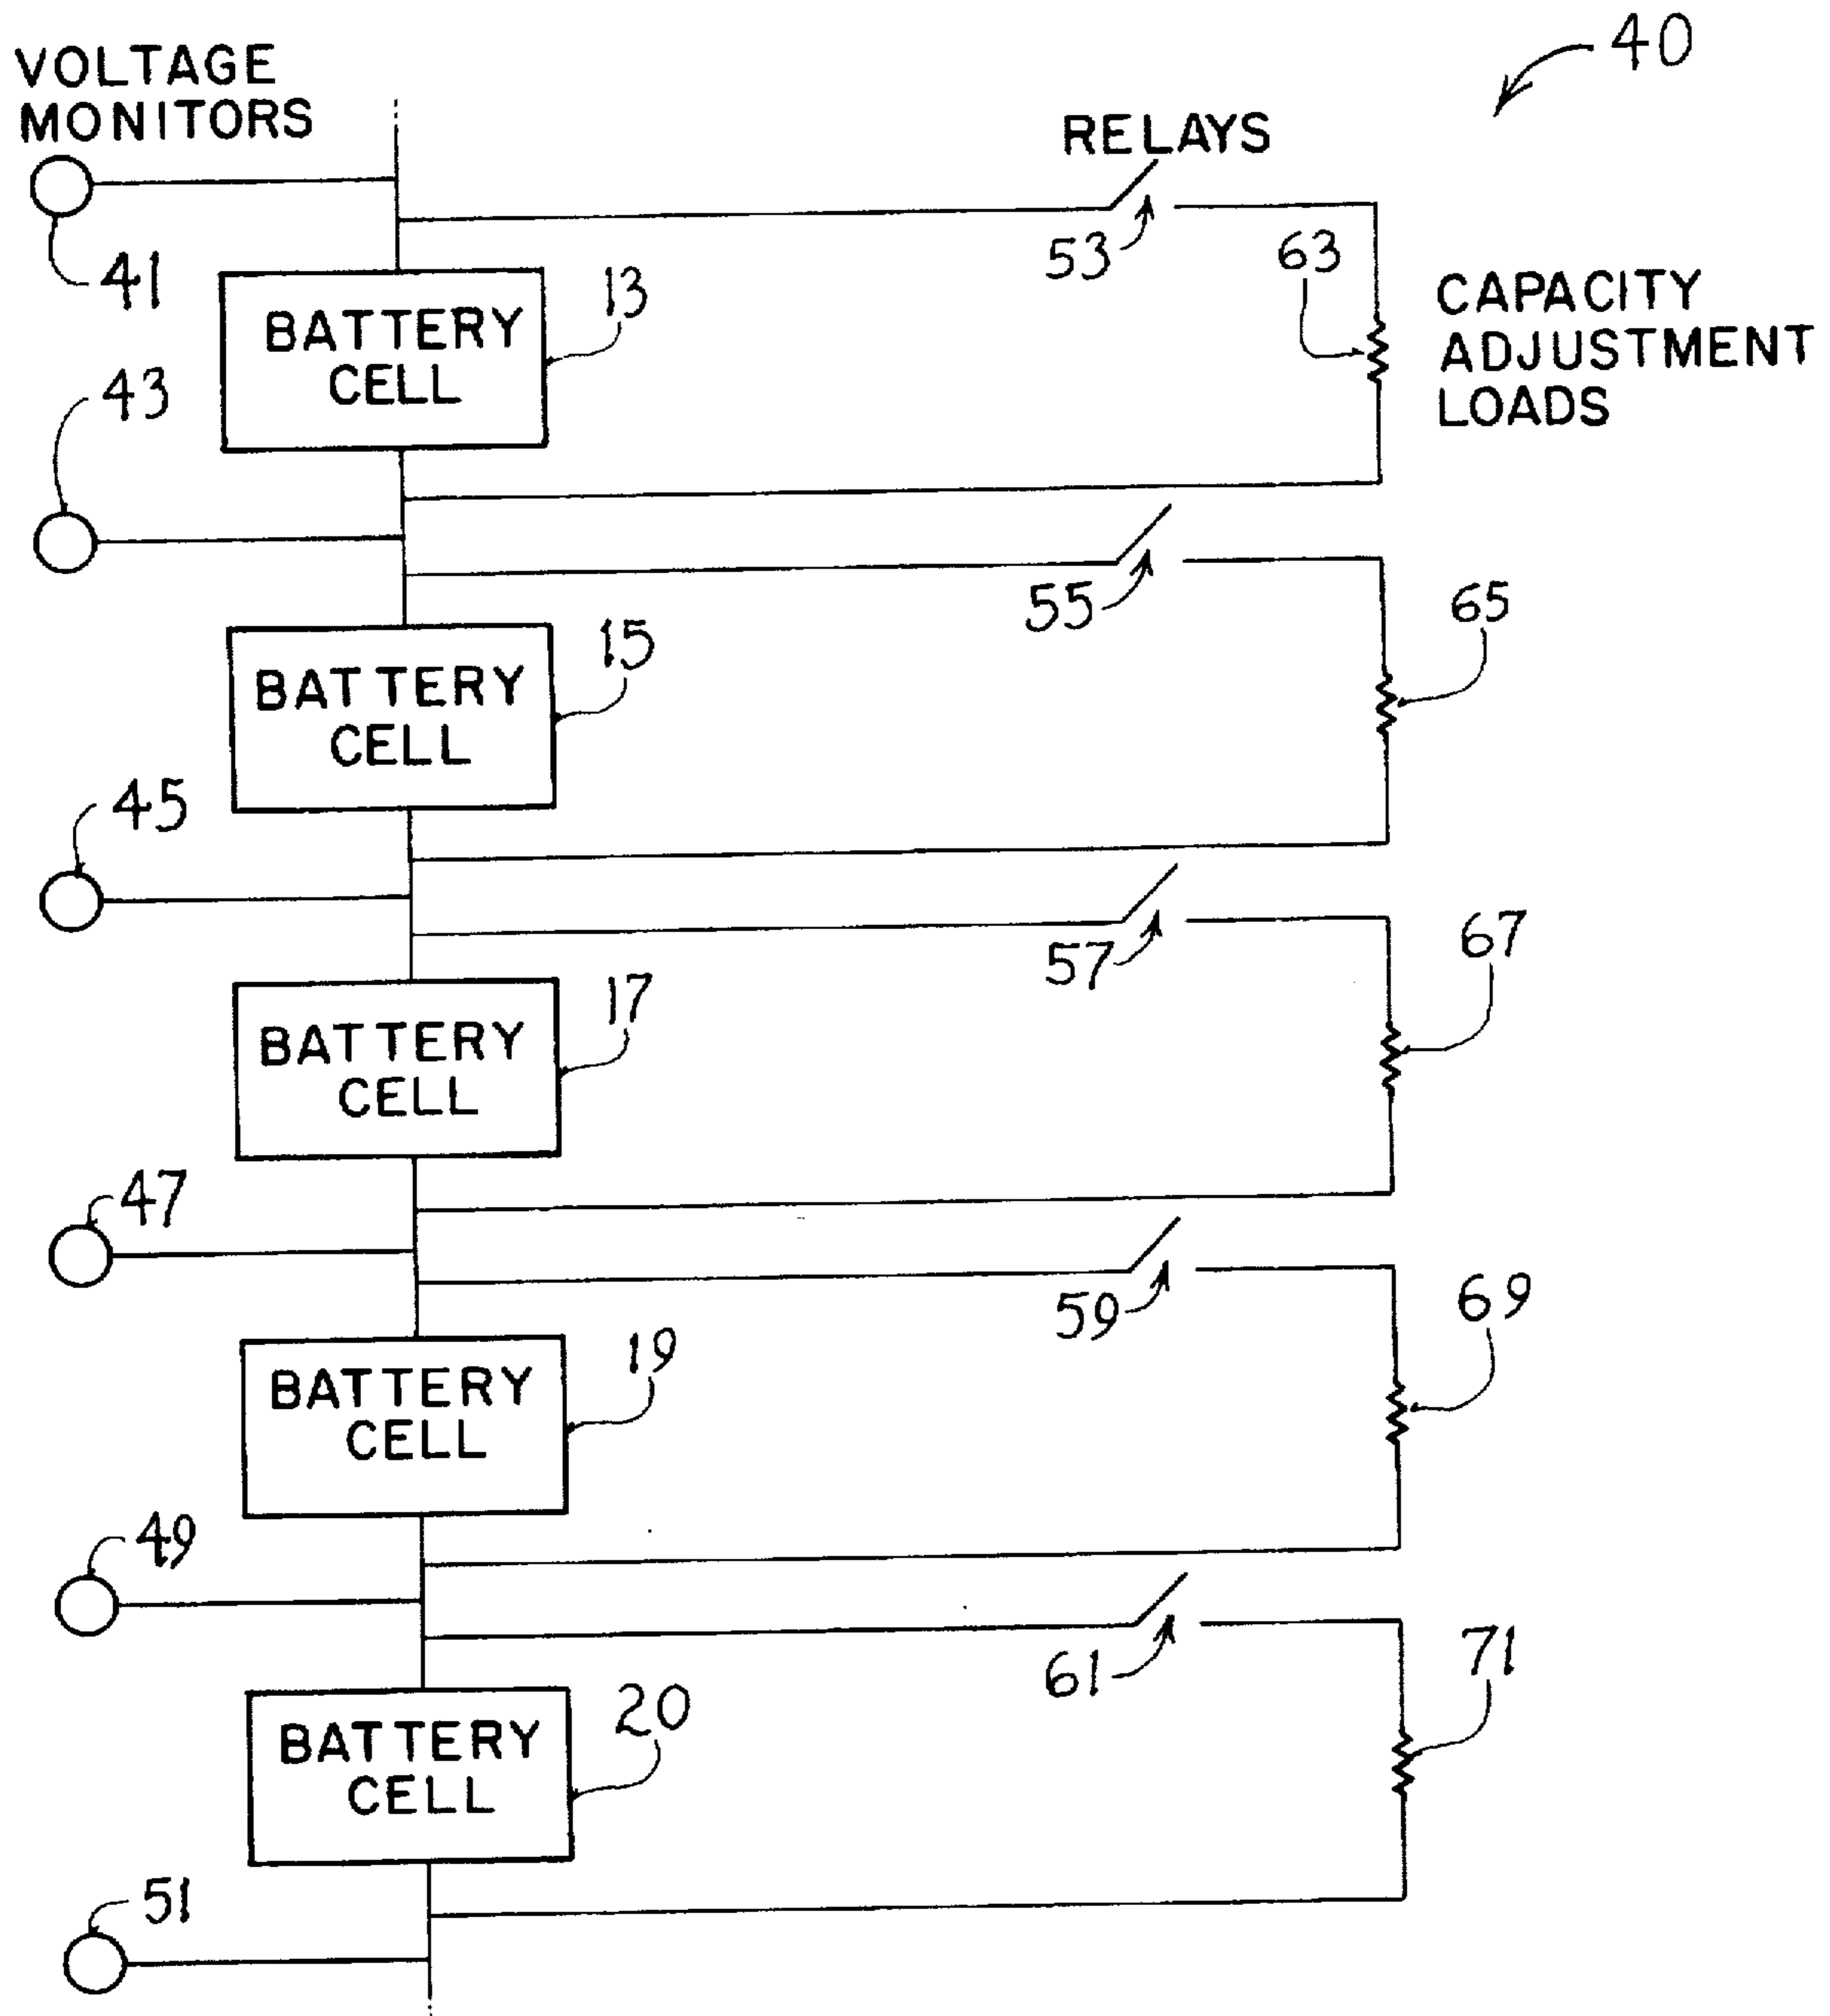 40
VOLTAGE
MONITORS
RELAYS
53
63
41
13
CAPACITY
ADJUSTMENT
LOADS
BATTERY
CELL
43
55
65
15
BATTERY
CELL
45
57
67
17
BATTERY
CELL
47
59
69
19
BATTERY
CELL
49
61
71
20
BATTERY
CELL
51